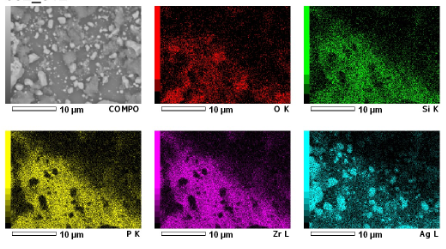 10 µm COMPO
10 µm O K
10 µm Si K
10 µm P K
10 µm Zr L
10 µm Ag L